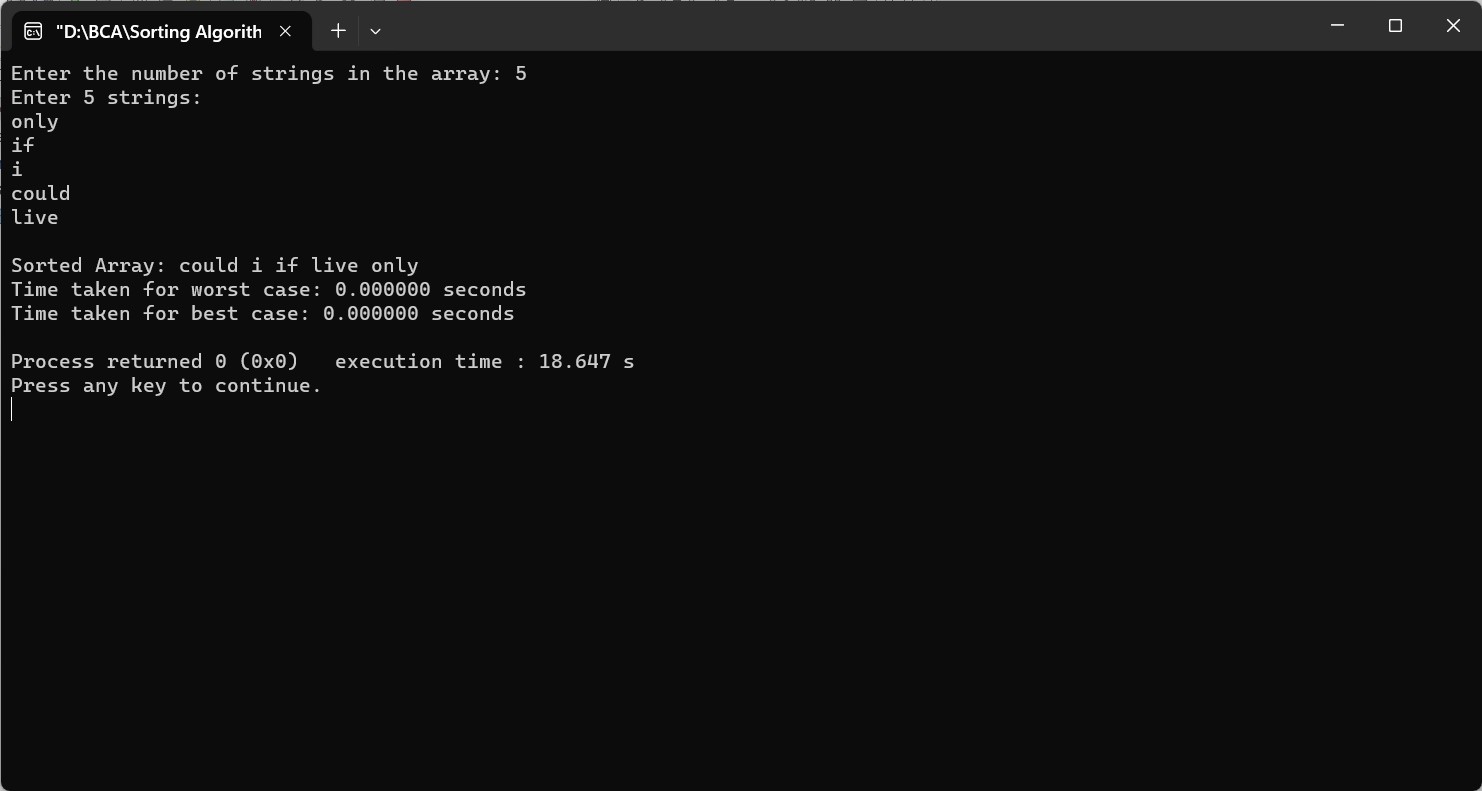 "D:\BCA\Sorting Algorith
Enter the number of strings in the array: 5
Enter 5 strings:
only
if
i
could
live
Sorted Array: could i if live only
Time taken for worst case: 0.000000 seconds
Time taken for best case: 0.000000 seconds
Process returned 0 (0x0)   execution time : 18.647 s
Press any key to continue.